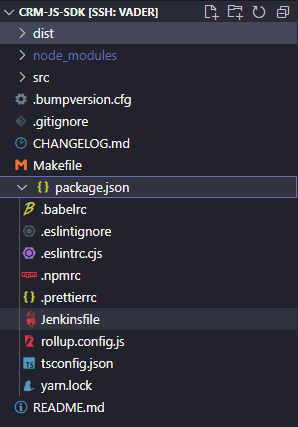 CRM-JS-SDK [SSH: VADER]
dist
node_modules
src
.bumpversion.cfg
.gitignore
CHANGELOG.md
Makefile
package.json
.babelrc
.eslintignore
.eslintrc.cjs
.npmrc
.prettierrc
Jenkinsfile
rollup.config.js
tsconfig.json
yarn.lock
README.md